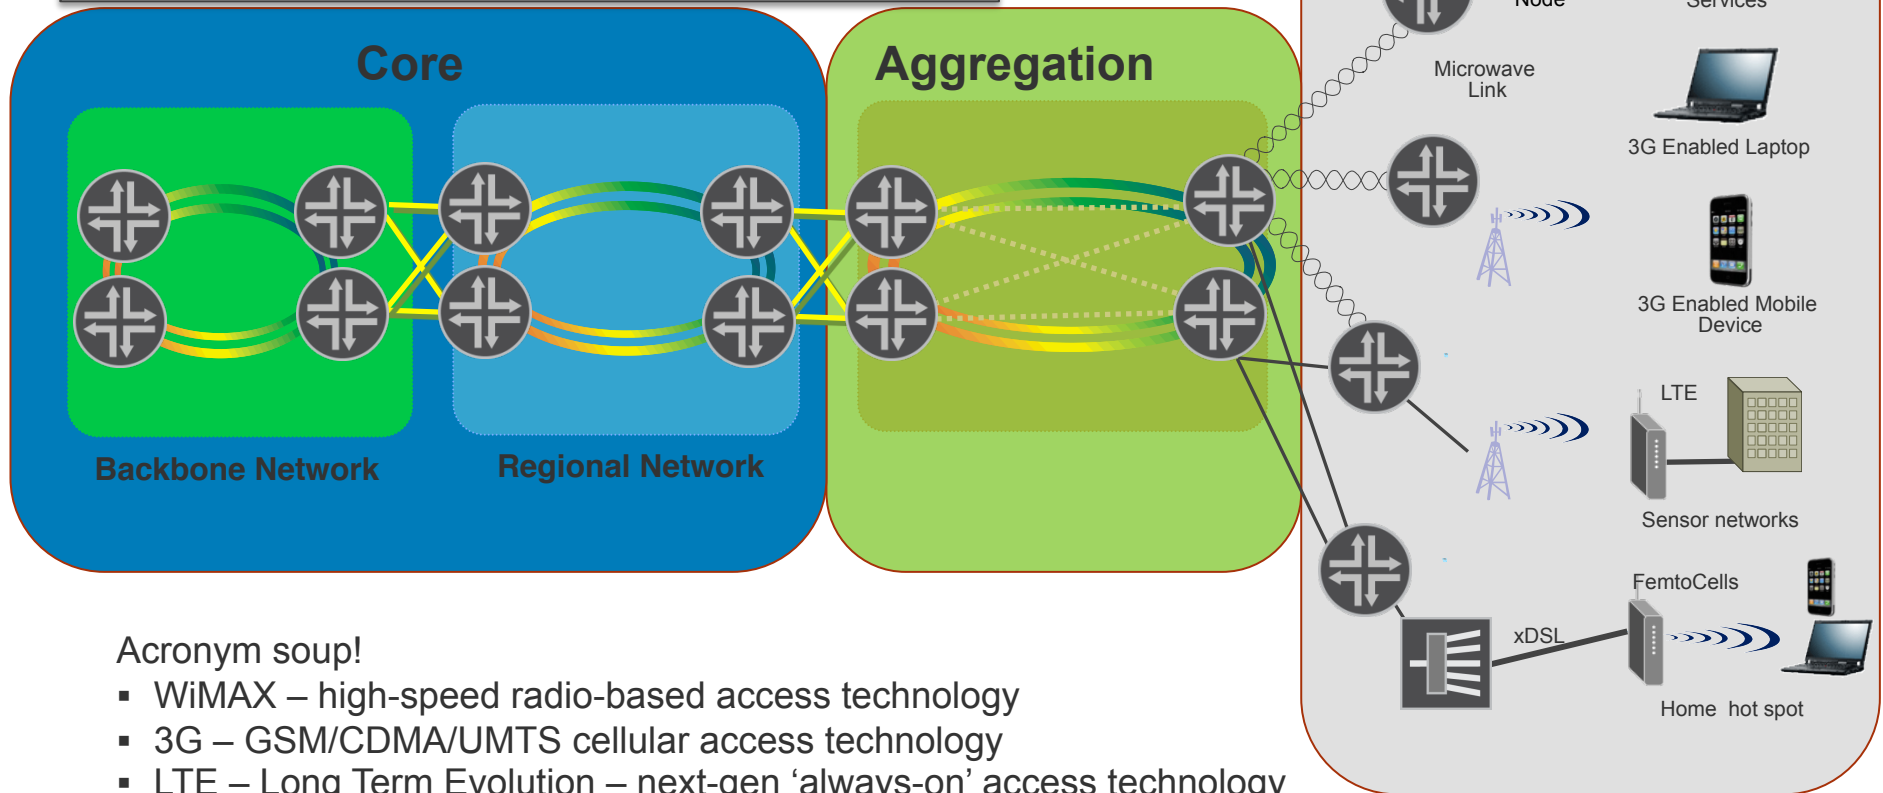 Node
Services
Core
Aggregation
Microwave
Link
3G Enabled Laptop
3G Enabled Mobile
Device
LTE
Backbone Network
Regional Network
Sensor networks
FemtoCells
xDSL
Home hot spot
Acronym soup!
▪ WiMAX – high-speed radio-based access technology
▪ 3G – GSM/CDMA/UMTS cellular access technology
▪ LTE – Long Term Evolution – next-gen ‘always-on’ access technology